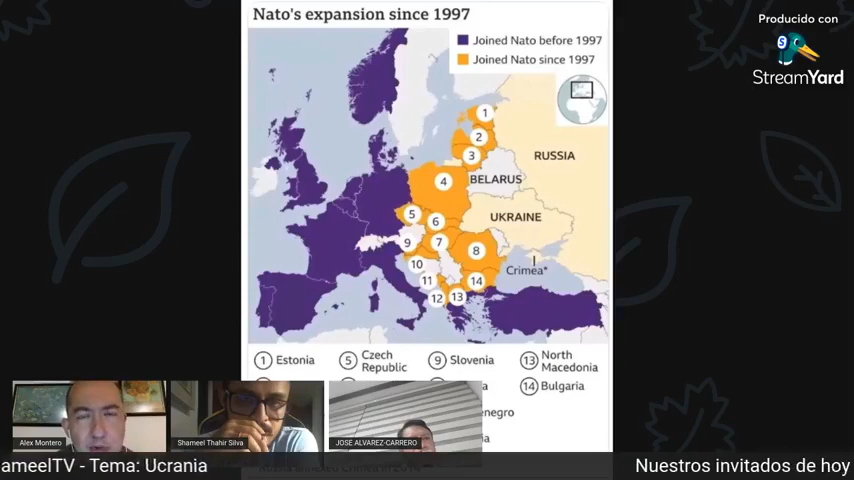 Nato's expansion since 1997
Joined Nato before 1997
Joined Nato since 1997
Producido con
StreamYard
1
2
RUSSIA
3
BELARUS
4
UKRAINE
5
6
9
7
8
10
Crimea*
11
14
12
13
1 Estonia
5 Czech Republic
9 Slovenia
13 North Macedonia
14 Bulgaria
Alex Montero
Shameel Thahir Silva
JOSE ALVAREZ-CARRERO
ameelTV - Tema: Ucrania
Nuestros invitados de hoy